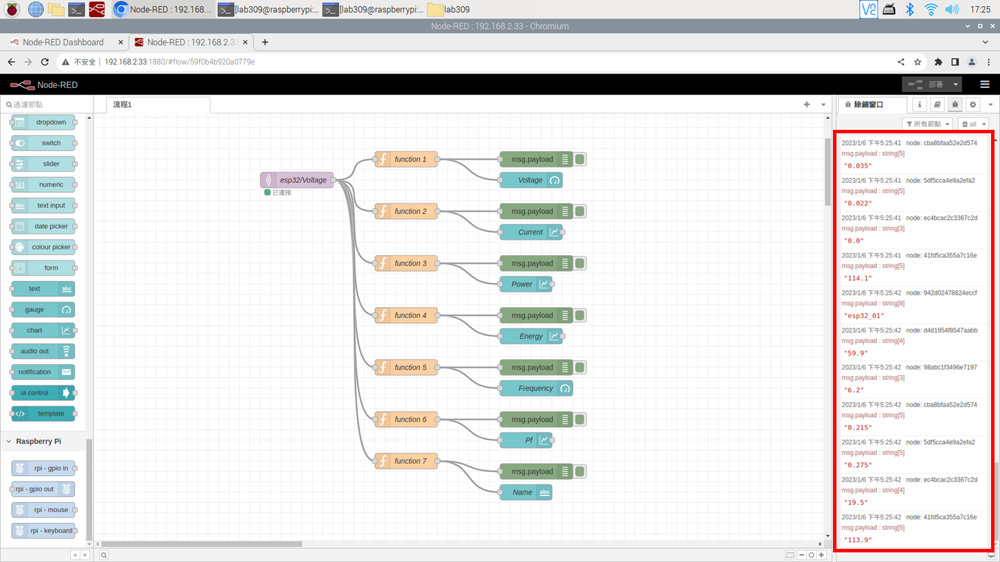 Node-RED : 192.168....
[lab309@raspberrypi:...
[lab309@raspberrypi:...
lab309
17:25
Node-RED : 192.168.2.33 - Chromium
Node-RED Dashboard
Node-RED : 192.168.2.33
不安全
192.168.2.33:1880/#flow/59f0b4b920a0779e
Node-RED
部署
過濾節點
流程1
除錯窗口
所有節點
all
dropdown
switch
slider
numeric
text input
date picker
colour picker
form
text
gauge
chart
audio out
notification
ui control
template
Raspberry Pi
rpi - gpio in
rpi - gpio out
rpi - mouse
rpi - keyboard
esp32/Voltage
已連接
function 1
msg.payload
Voltage
function 2
msg.payload
Current
function 3
msg.payload
Power
function 4
msg.payload
Energy
function 5
msg.payload
Frequency
function 6
msg.payload
Pf
function 7
msg.payload
Name
abc
2023/1/6 下午5:25:41 node: cba8bfaa52e2d574
msg.payload : string[5]
"0.035"
2023/1/6 下午5:25:41 node: 5df5cca4e9a2efa2
msg.payload : string[5]
"0.022"
2023/1/6 下午5:25:41 node: ec4bcac2c3367c2d
msg.payload : string[3]
"0.0"
2023/1/6 下午5:25:41 node: 41fd5ca355a7c16e
msg.payload : string[5]
"114.1"
2023/1/6 下午5:25:42 node: 942d02478824eccf
msg.payload : string[8]
"esp32_01"
2023/1/6 下午5:25:42 node: d4d1954f8547aabb
msg.payload : string[4]
"59.9"
2023/1/6 下午5:25:42 node: 98abc1f3496e7197
msg.payload : string[3]
"6.2"
2023/1/6 下午5:25:42 node: cba8bfaa52e2d574
msg.payload : string[5]
"0.215"
2023/1/6 下午5:25:42 node: 5df5cca4e9a2efa2
msg.payload : string[5]
"0.275"
2023/1/6 下午5:25:42 node: ec4bcac2c3367c2d
msg.payload : string[4]
"19.5"
2023/1/6 下午5:25:42 node: 41fd5ca355a7c16e
msg.payload : string[5]
"113.9"